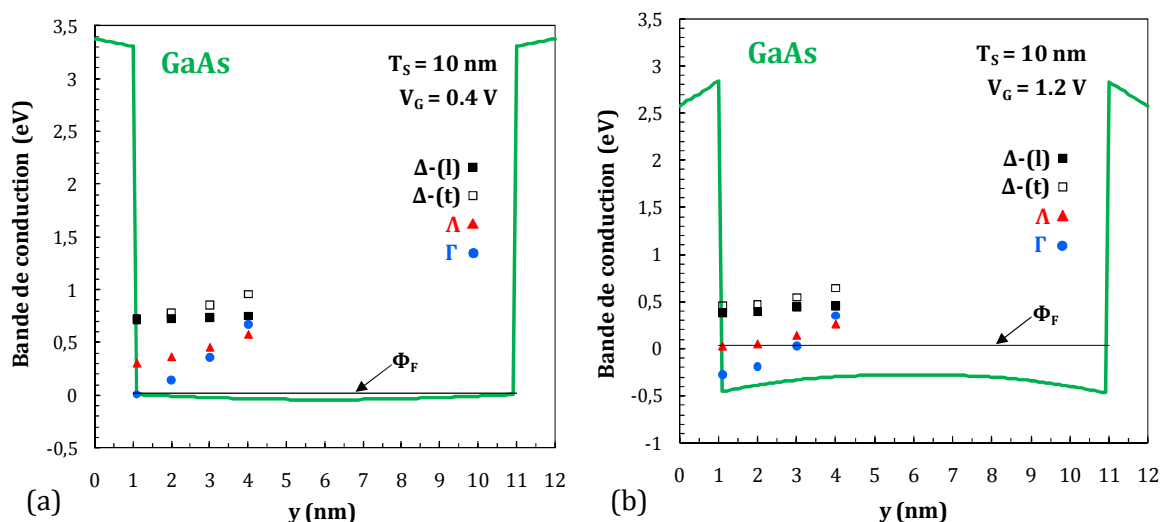 GaAs
T_S = 10 nm
V_G = 0.4 V
Δ-(l)
Δ-(t)
Λ
Γ
Φ_F
3,5
3
2,5
2
1,5
1
0,5
0
-0,5
0 1 2 3 4 5 6 7 8 9 10 11 12
Bande de conduction (eV)
y (nm)
(a)
GaAs
T_S = 10 nm
V_G = 1.2 V
Δ-(l)
Δ-(t)
Λ
Γ
Φ_F
3,5
3
2,5
2
1,5
1
0,5
0
-0,5
-1
0 1 2 3 4 5 6 7 8 9 10 11 12
Bande de conduction (eV)
y (nm)
(b)